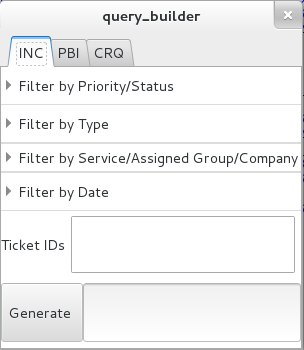 query_builder
INC PBI CRQ
Filter by Priority/Status
Filter by Type
Filter by Service/Assigned Group/Company
Filter by Date
Ticket IDs
Generate